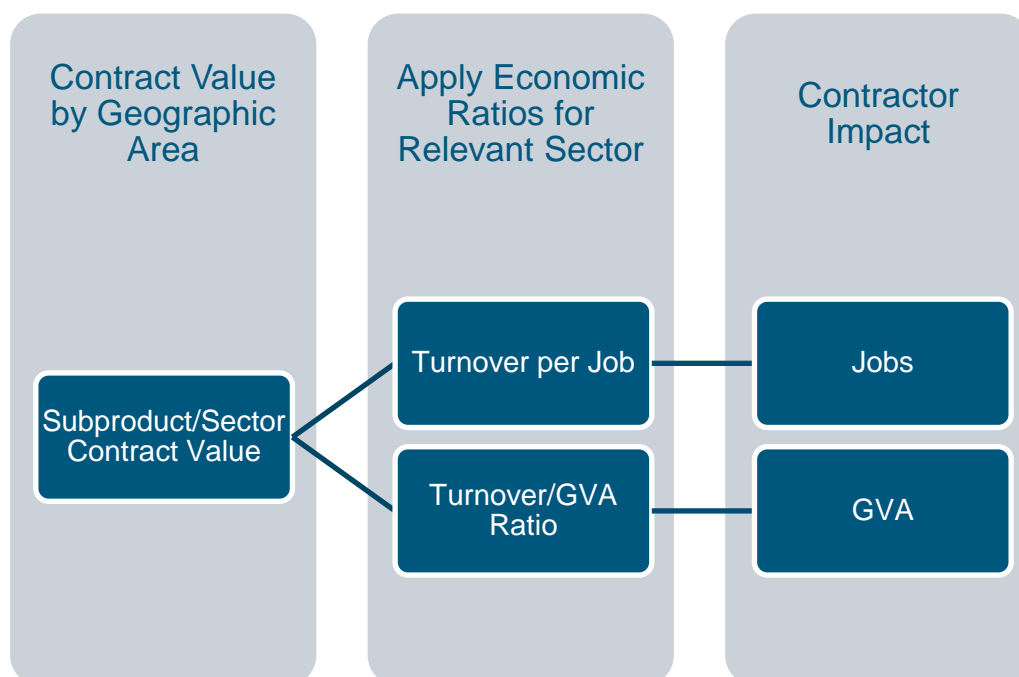 Contract Value
by Geographic
Area
Apply Economic
Ratios for
Relevant Sector
Contractor
Impact
Subproduct/Sector
Contract Value
Turnover per Job
Jobs
Turnover/GVA
Ratio
GVA